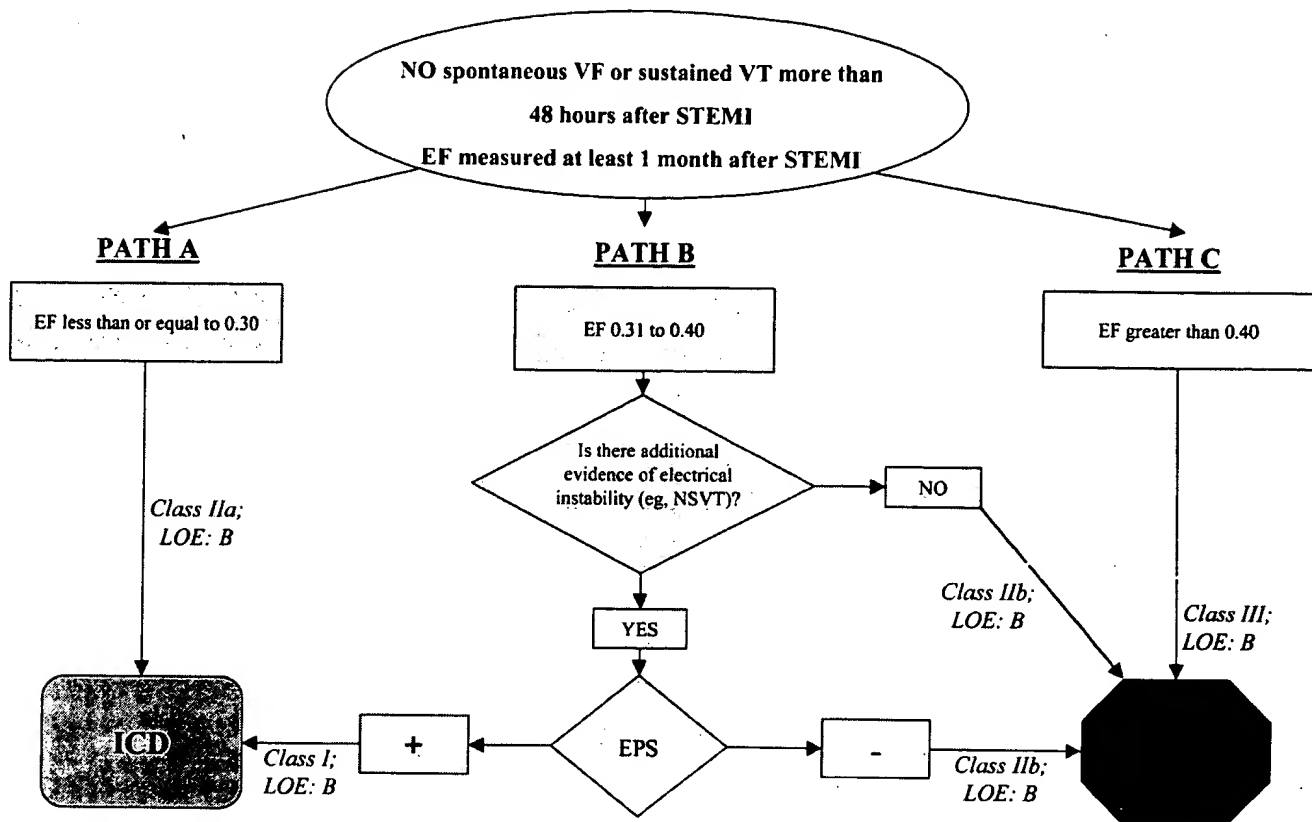 NO spontaneous VF or sustained VT more than
48 hours after STEMI
EF measured at least 1 month after STEMI
PATH A
PATH B
PATH C
EF less than or equal to 0.30
EF 0.31 to 0.40
EF greater than 0.40
Is there additional
evidence of electrical
instability (eg, NSVT)?
NO
Class IIa;
LOE: B
Class IIb;
LOE: B
Class III;
LOE: B
YES
ICD
Class I;
LOE: B
+
EPS
-
Class IIb;
LOE: B